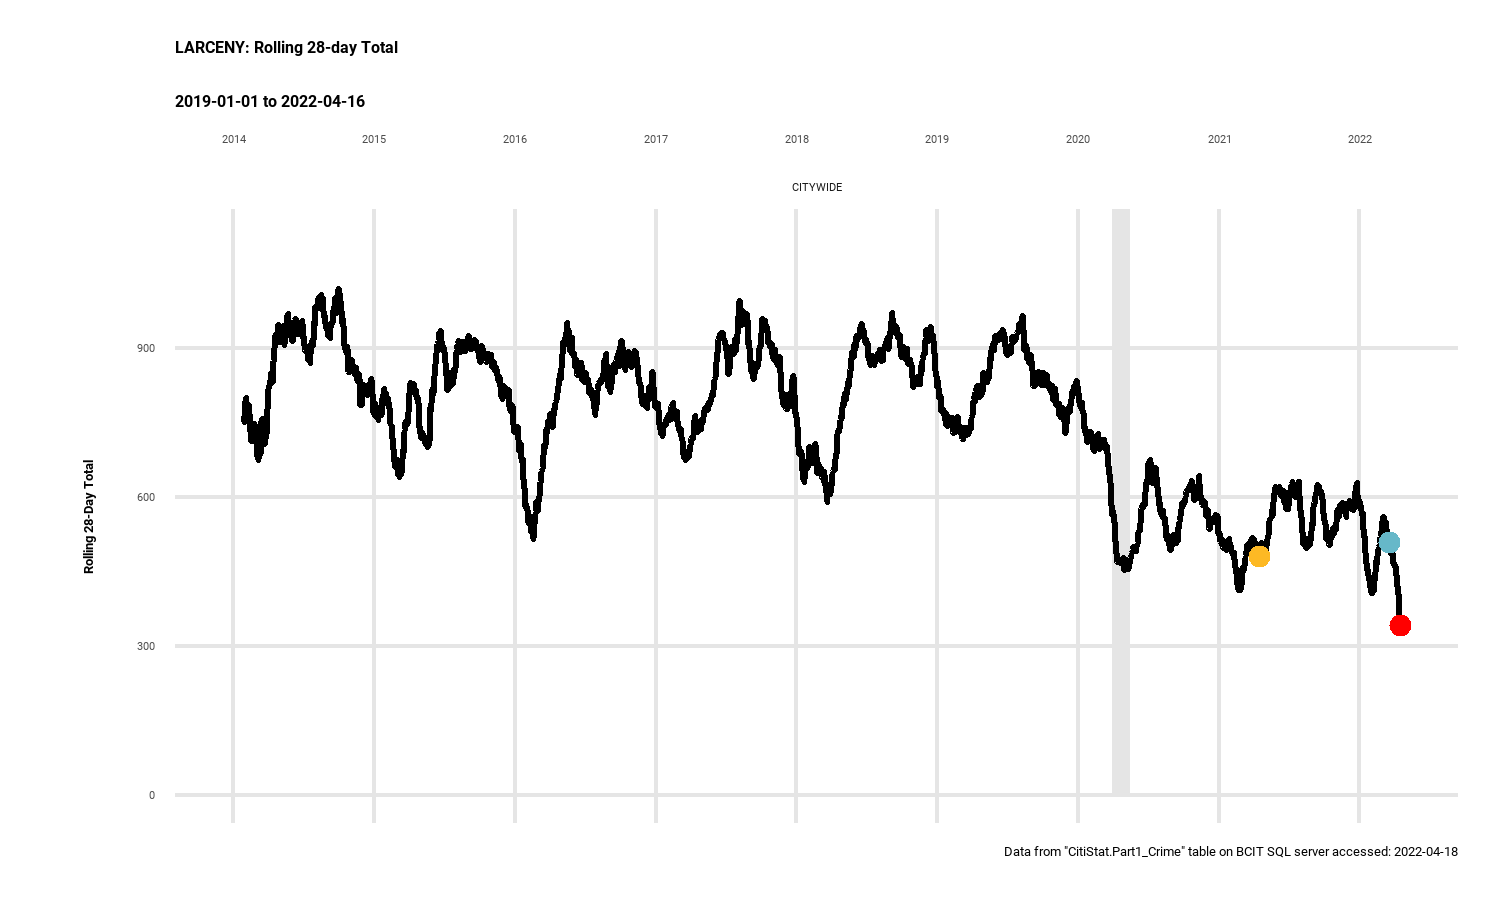 LARCENY: Rolling 28-day Total
2019-01-01 to 2022-04-16
2014 2015 2016 2017 2018 2019 2020 2021 2022
CITYWIDE
900
600
Rolling 28-Day Total
300
0
Data from "CitiStat.Part1_Crime" table on BCIT SQL server accessed: 2022-04-18